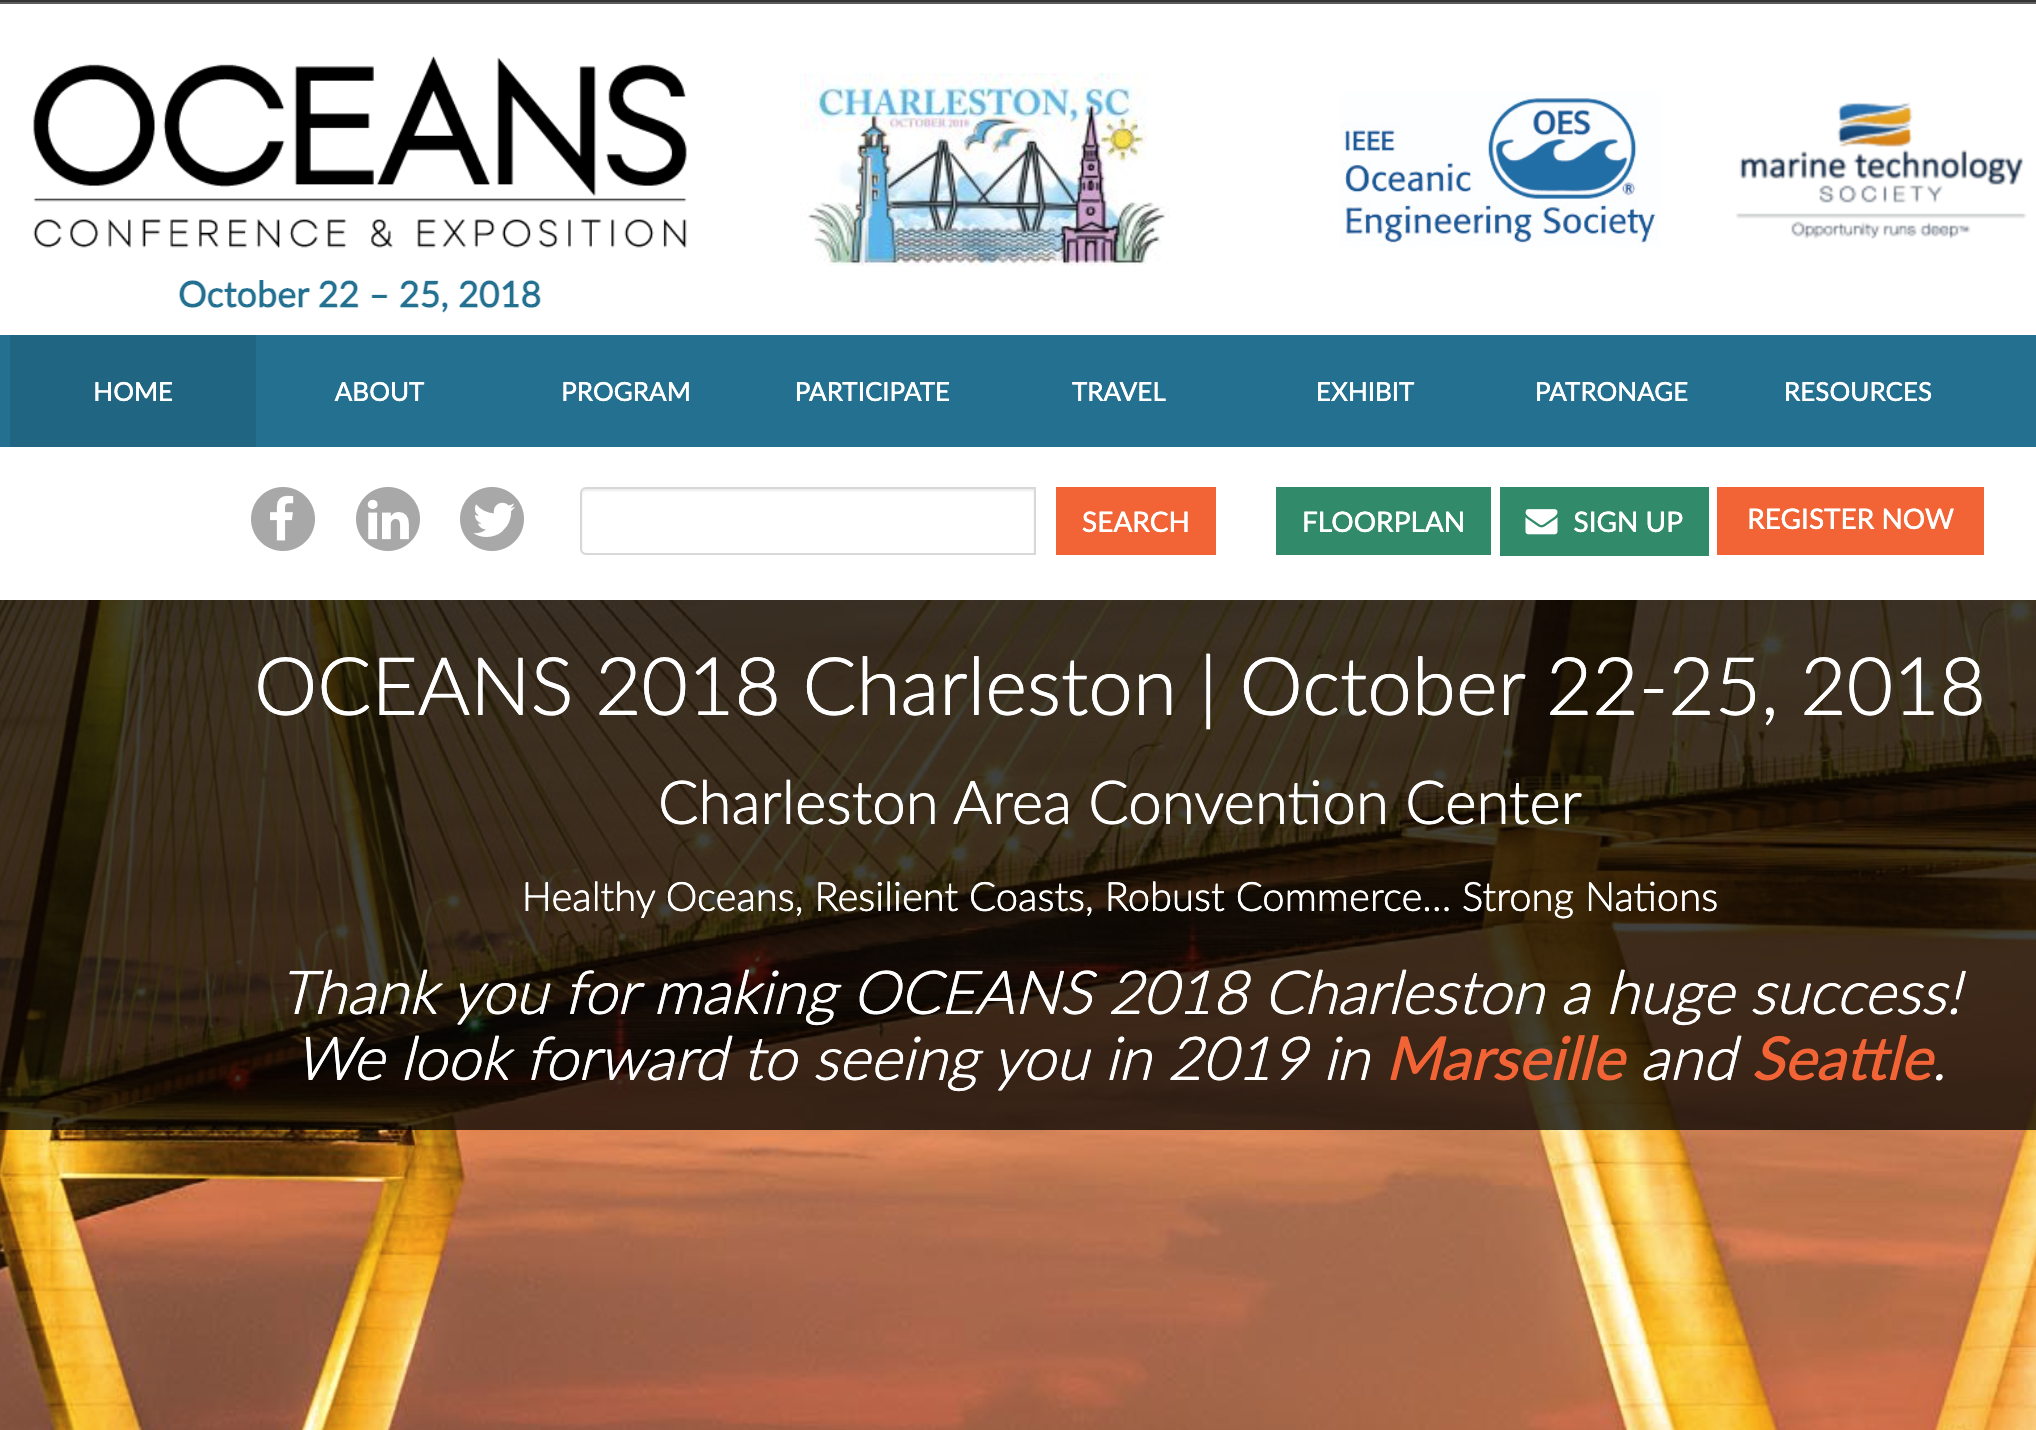 OCEANS
CONFERENCE & EXPOSITION
October 22 – 25, 2018
CHARLESTON, SC
OCTOBER 2018
IEEE
Oceanic
Engineering Society
OES
®
marine technology
SOCIETY
Opportunity runs deep™
HOME ABOUT PROGRAM PARTICIPATE TRAVEL EXHIBIT PATRONAGE RESOURCES
SEARCH FLOORPLAN SIGN UP REGISTER NOW
OCEANS 2018 Charleston | October 22-25, 2018
Charleston Area Convention Center
Healthy Oceans, Resilient Coasts, Robust Commerce... Strong Nations
Thank you for making OCEANS 2018 Charleston a huge success!
We look forward to seeing you in 2019 in Marseille and Seattle.